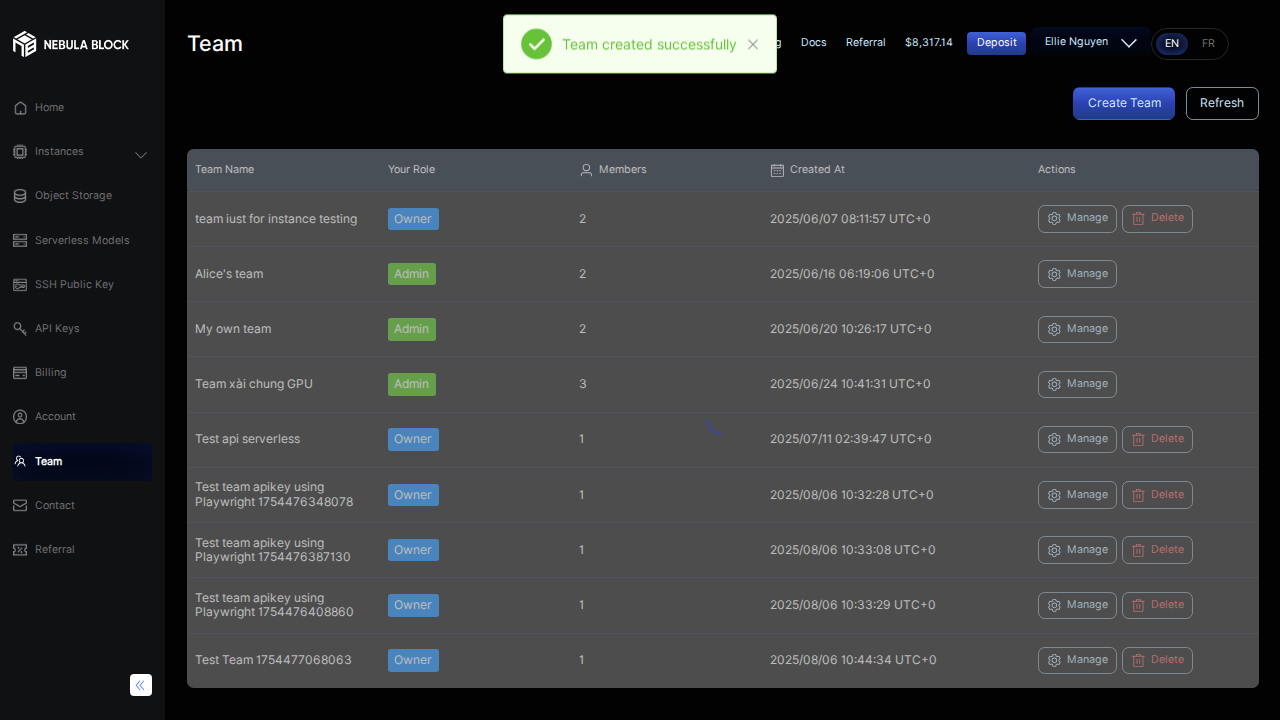 NEBULA BLOCK
Team
Team created successfully
Docs
Referral
$8,317.14
Deposit
Ellie Nguyen
EN
FR
Create Team
Refresh
Home
Instances
Object Storage
Serverless Models
SSH Public Key
API Keys
Billing
Account
Team
Contact
Referral
Team Name Your Role Members Created At Actions
team iust for instance testing Owner 2 2025/06/07 08:11:57 UTC+0 Manage Delete
Alice's team Admin 2 2025/06/16 06:19:06 UTC+0 Manage
My own team Admin 2 2025/06/20 10:26:17 UTC+0 Manage
Team xài chung GPU Admin 3 2025/06/24 10:41:31 UTC+0 Manage
Test api serverless Owner 1 2025/07/11 02:39:47 UTC+0 Manage Delete
Test team apikey using
Playwright 1754476348078 Owner 1 2025/08/06 10:32:28 UTC+0 Manage Delete
Test team apikey using
Playwright 1754476387130 Owner 1 2025/08/06 10:33:08 UTC+0 Manage Delete
Test team apikey using
Playwright 1754476408860 Owner 1 2025/08/06 10:33:29 UTC+0 Manage Delete
Test Team 1754477068063 Owner 1 2025/08/06 10:44:34 UTC+0 Manage Delete